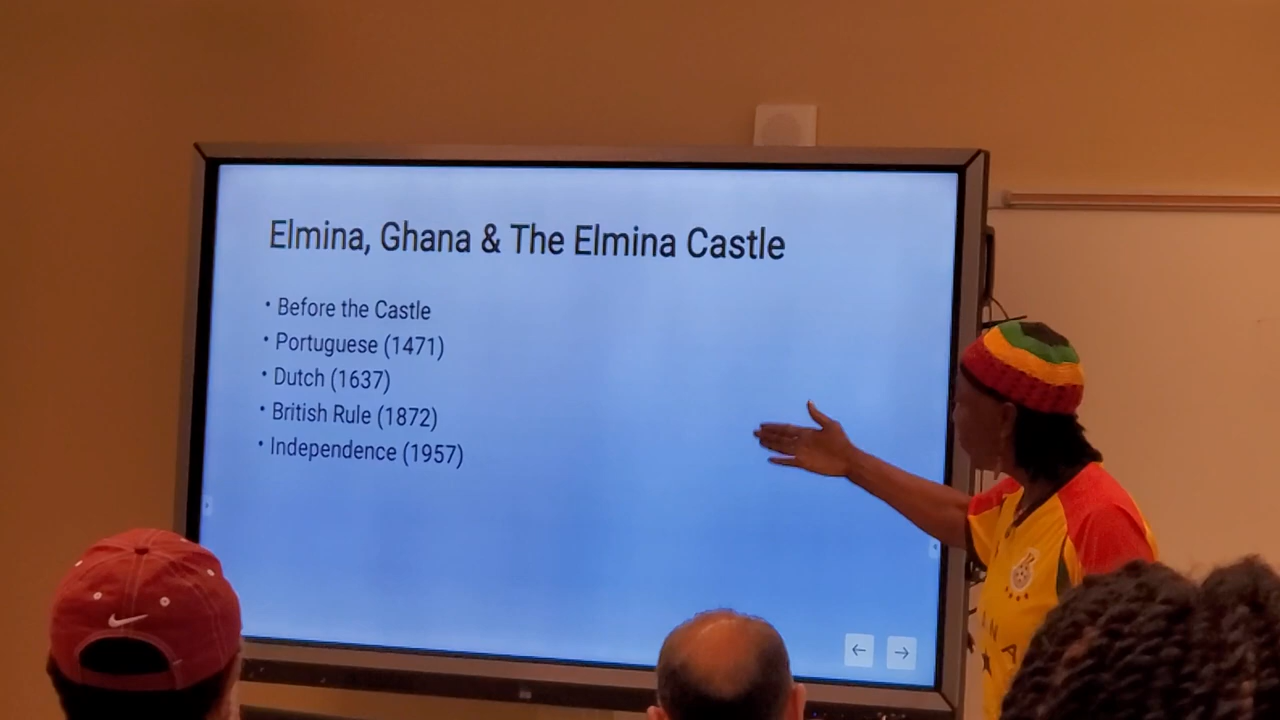 Elmina, Ghana & The Elmina Castle
• Before the Castle
• Portuguese (1471)
• Dutch (1637)
• British Rule (1872)
• Independence (1957)